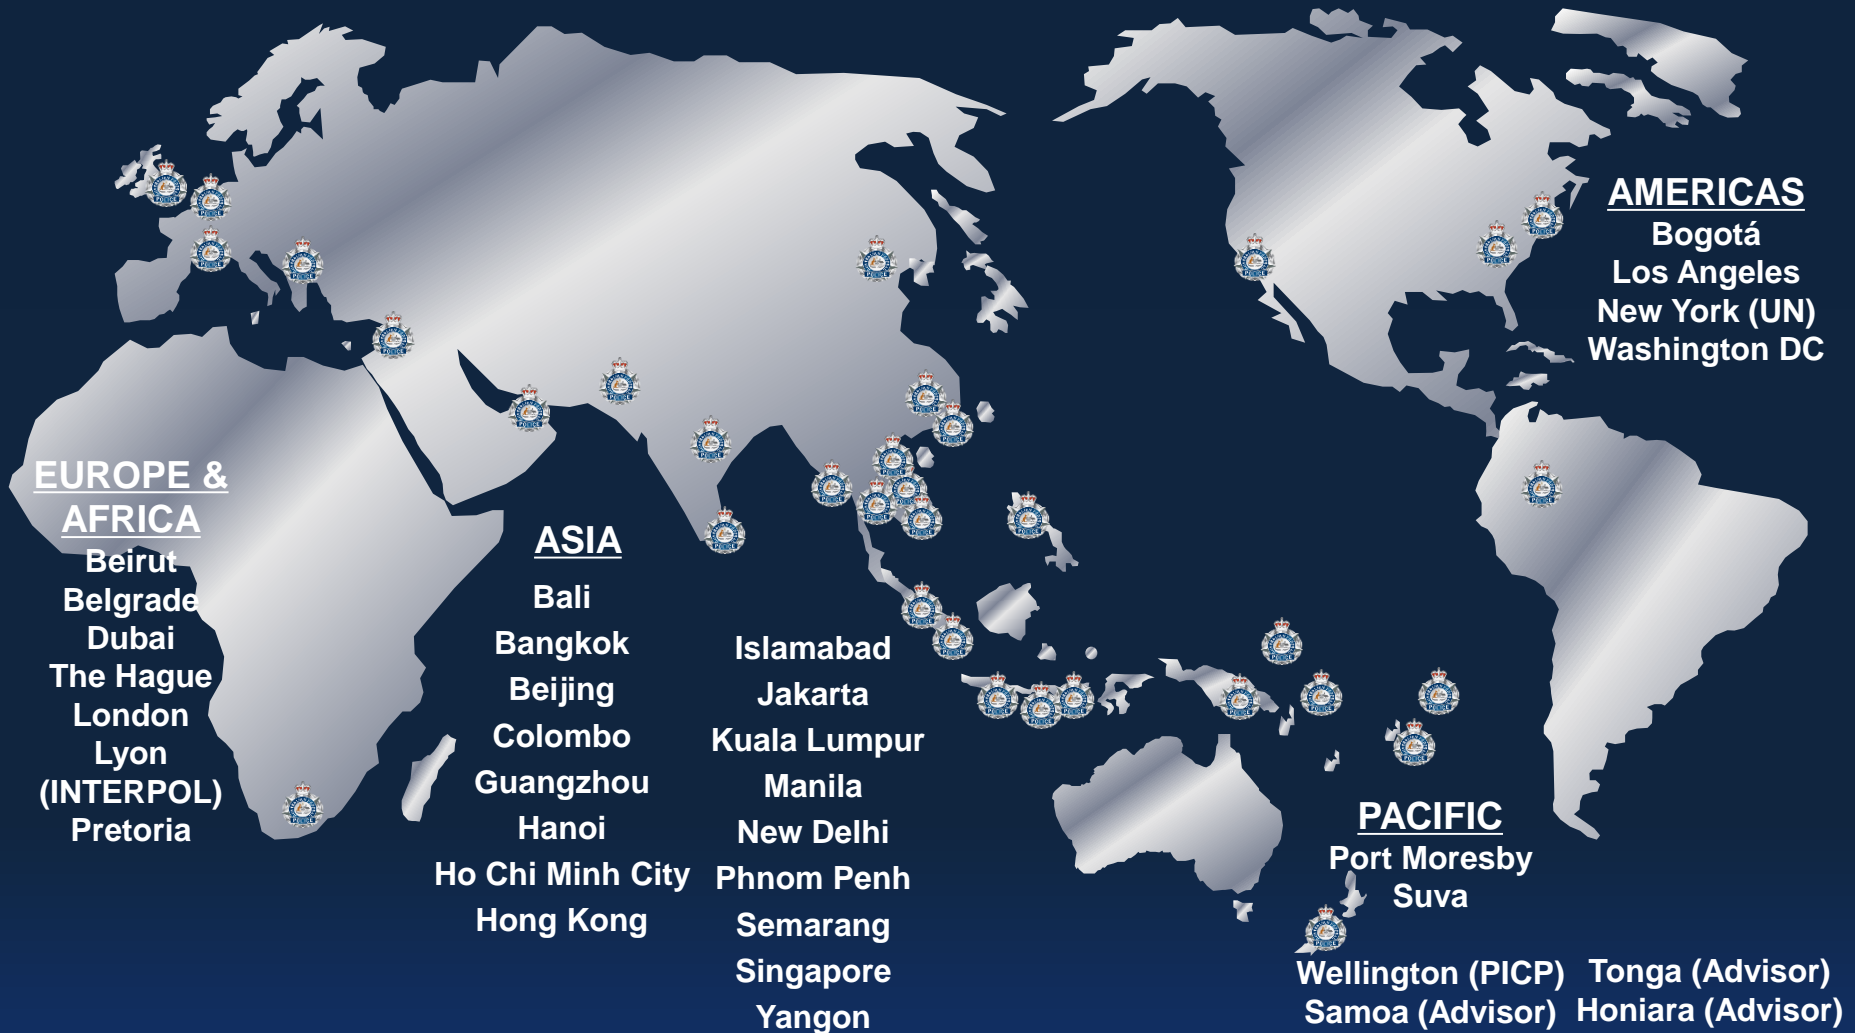 EUROPE &
AFRICA
Beirut
Belgrade
Dubai
The Hague
London
Lyon
(INTERPOL)
Pretoria
ASIA
Bali
Bangkok
Beijing
Colombo
Guangzhou
Hanoi
Ho Chi Minh City
Hong Kong
Islamabad
Jakarta
Kuala Lumpur
Manila
New Delhi
Phnom Penh
Semarang
Singapore
Yangon
AMERICAS
Bogotá
Los Angeles
New York (UN)
Washington DC
PACIFIC
Port Moresby
Suva
Wellington (PICP)
Samoa (Advisor)
Tonga (Advisor)
Honiara (Advisor)